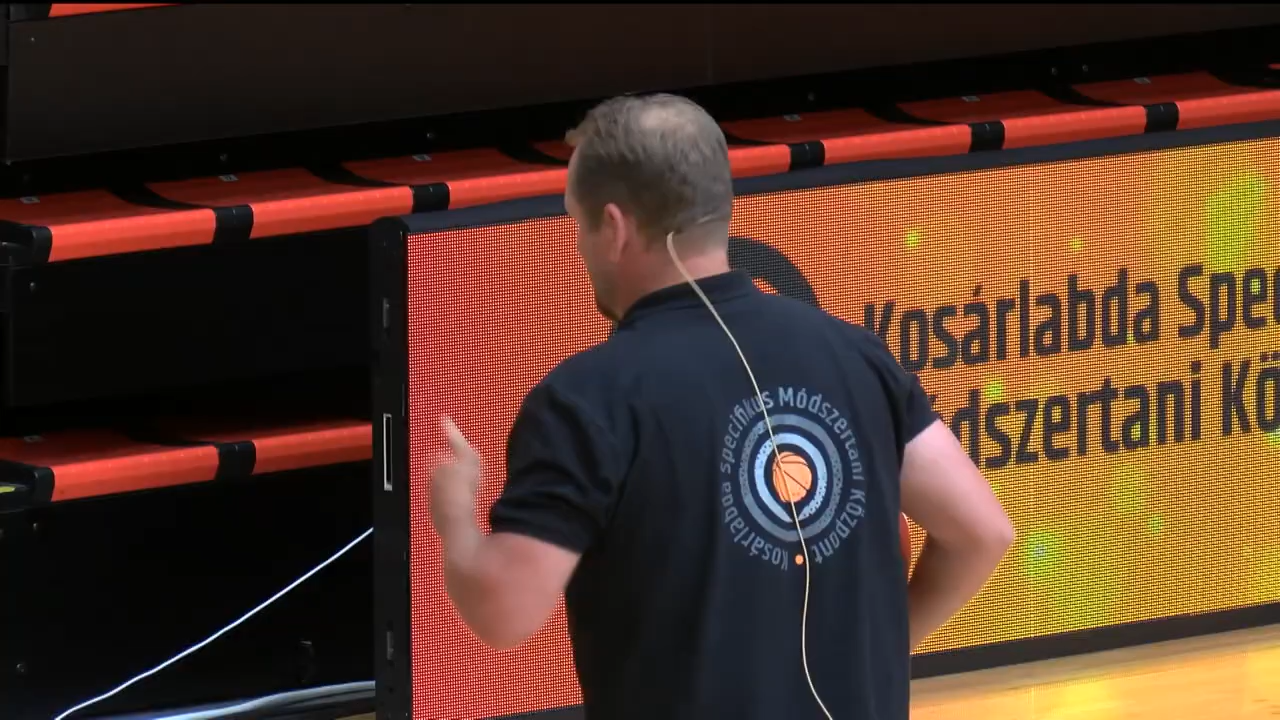 Kosárlabda Spe
ódszertani Kö
Kosárlabda Specifikus Módszertani Központ